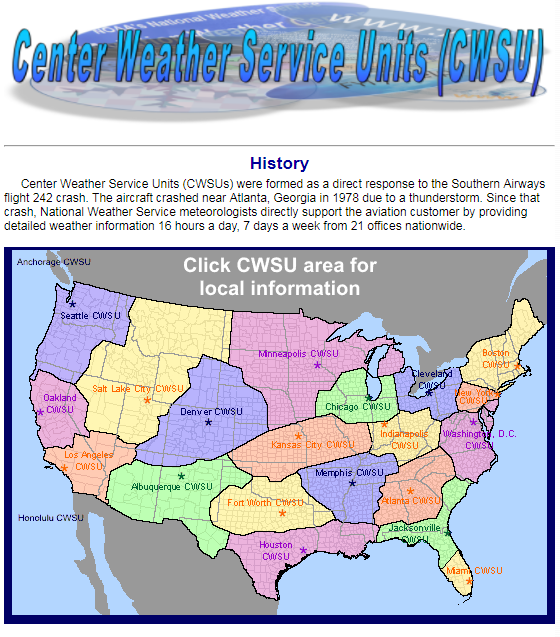 NOAA's National Weather
www.
Center Weather Service Units (CWSU)
History
Center Weather Service Units (CWSUs) were formed as a direct response to the Southern Airways
flight 242 crash. The aircraft crashed near Atlanta, Georgia in 1978 due to a thunderstorm. Since that
crash, National Weather Service meteorologists directly support the aviation customer by providing
detailed weather information 16 hours a day, 7 days a week from 21 offices nationwide.
Anchorage CWSU
Click CWSU area for
local information
Seattle CWSU
Minneapolis CWSU
Boston
CWSU
Cleveland
CWSU
Salt Lake City CWSU
New York
CWSU
Oakland
CWSU
Denver CWSU
Chicago CWSU
Indianapolis
CWSU
Washington, D.C.
CWSU
Kansas City CWSU
Los Angeles
CWSU
Albuquerque CWSU
Memphis CWSU
Fort Worth CWSU
Atlanta CWSU
Honolulu CWSU
Jacksonville
CWSU
Houston
CWSU
Miami CWSU